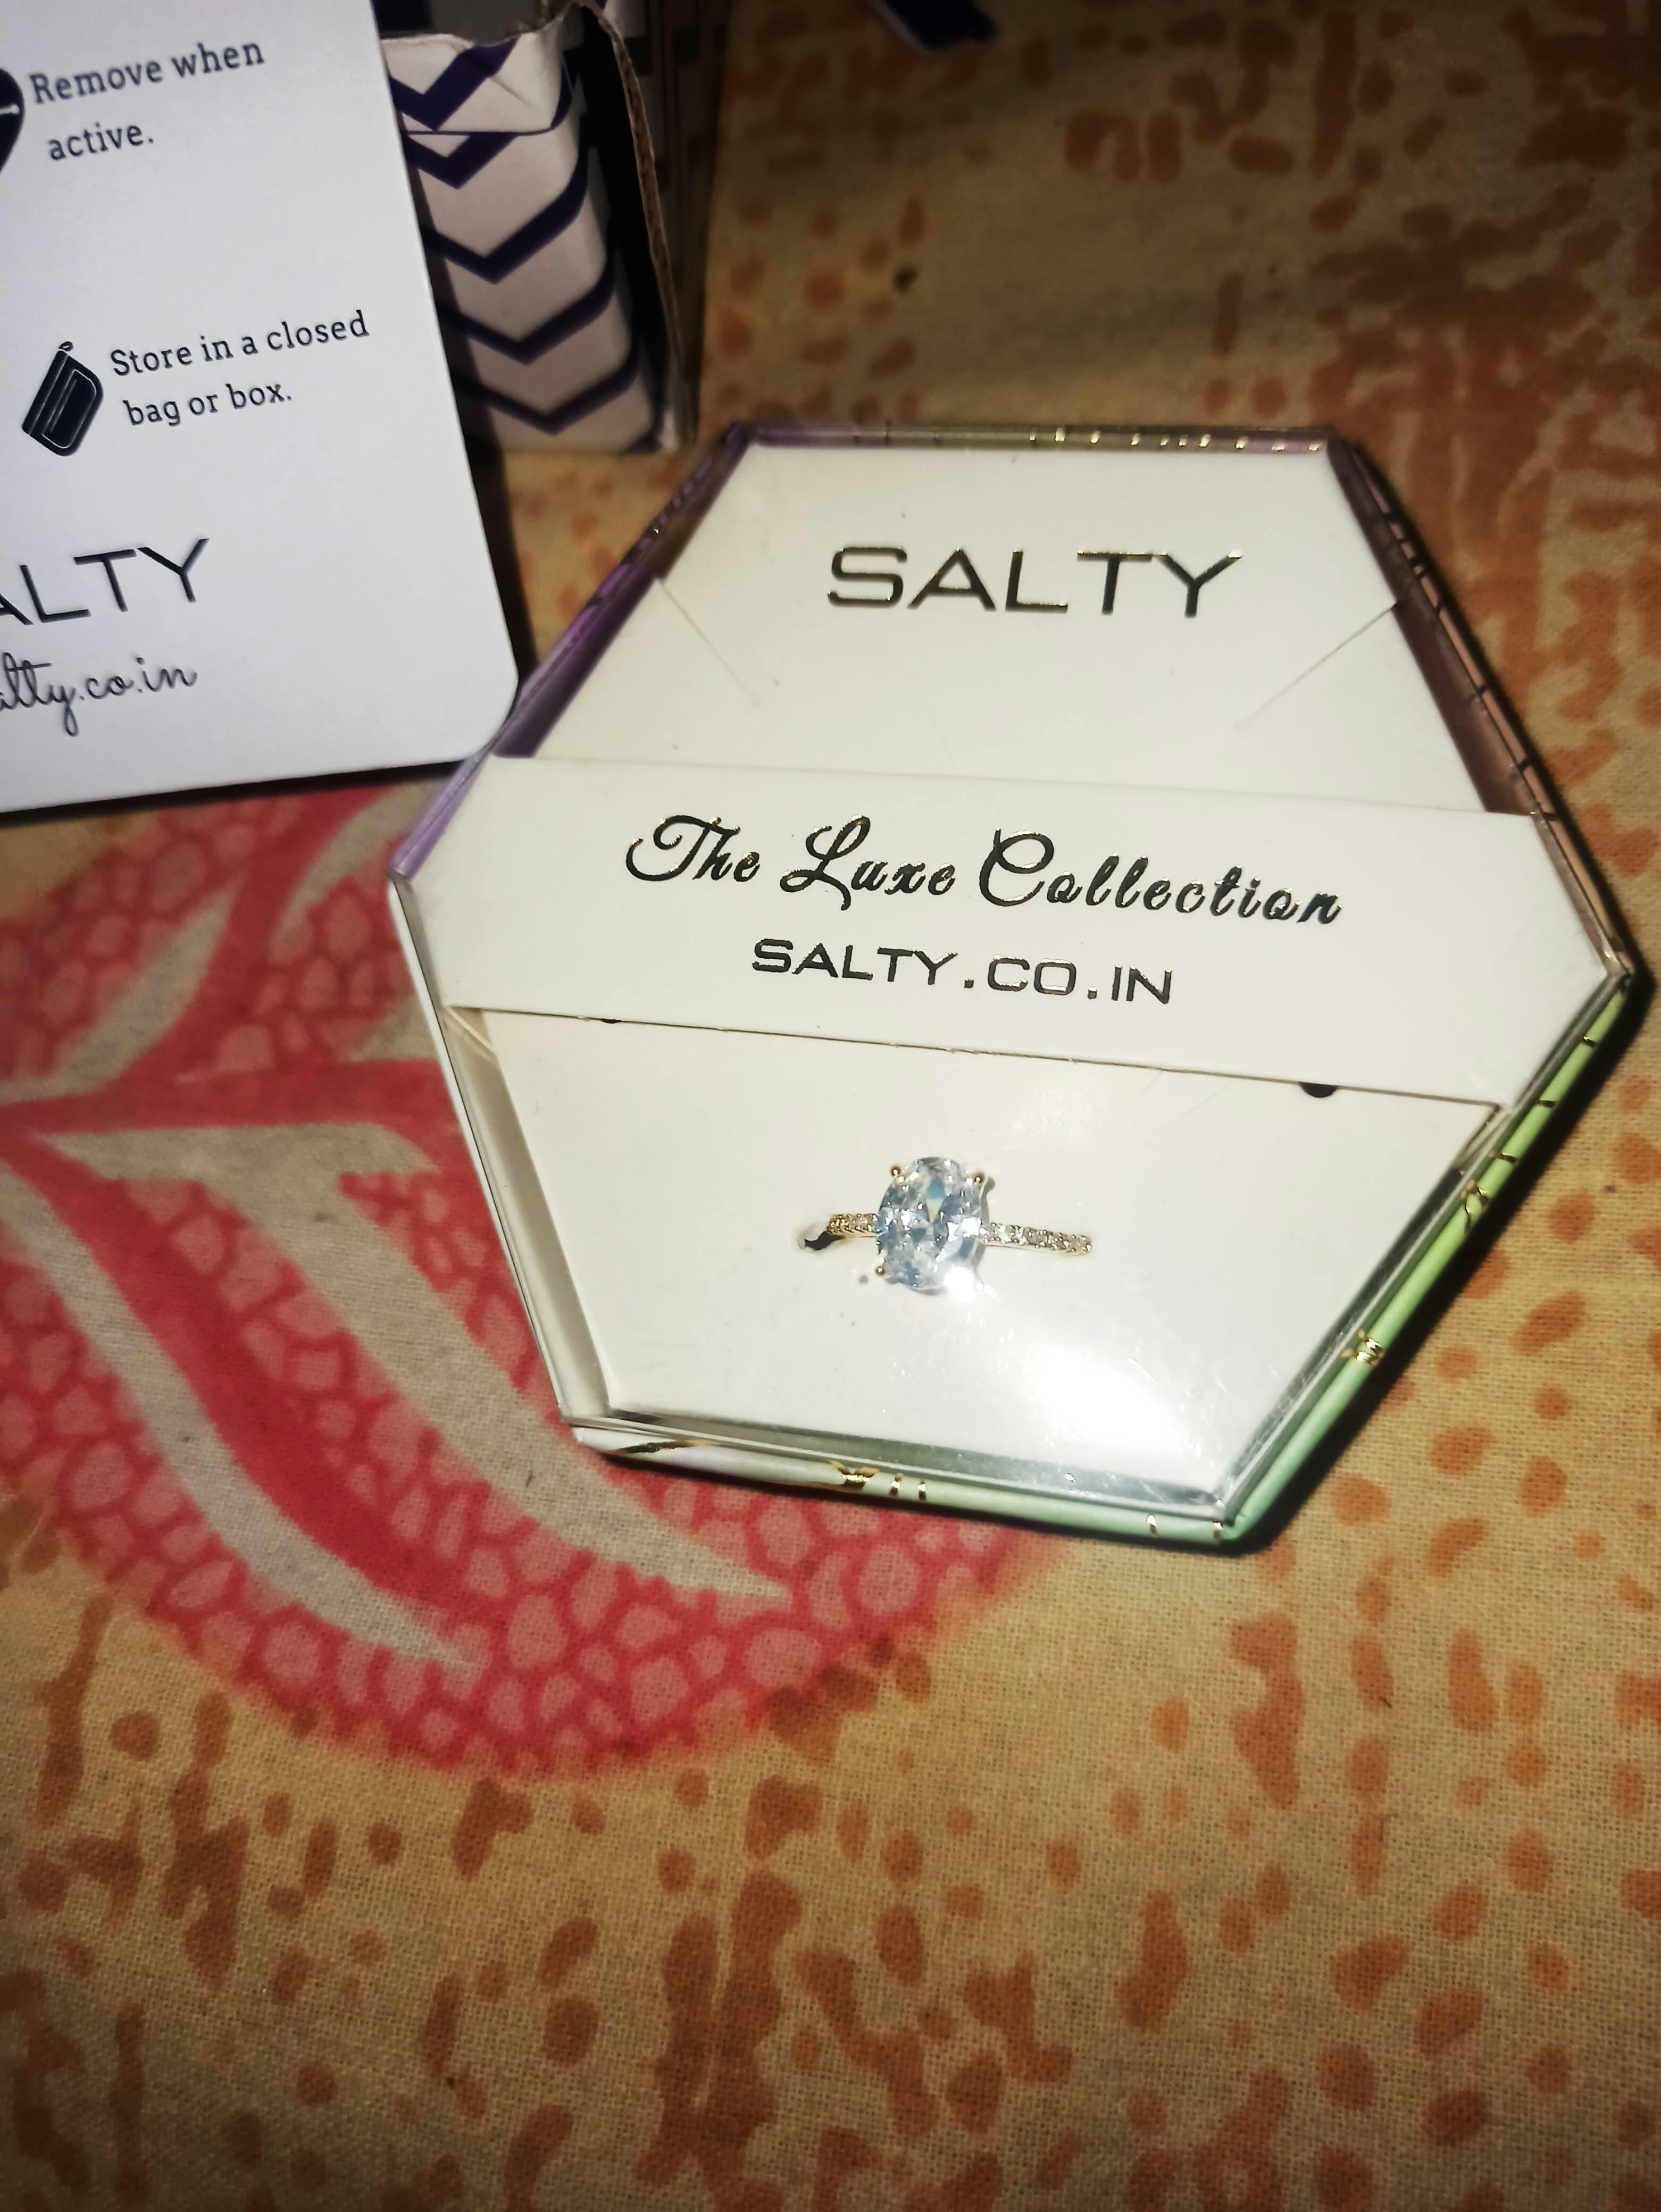 Remove when
active.
Store in a closed
bag or box.
ALTY
alty.co.in
SALTY
The Luxe Collection
SALTY.CO.IN